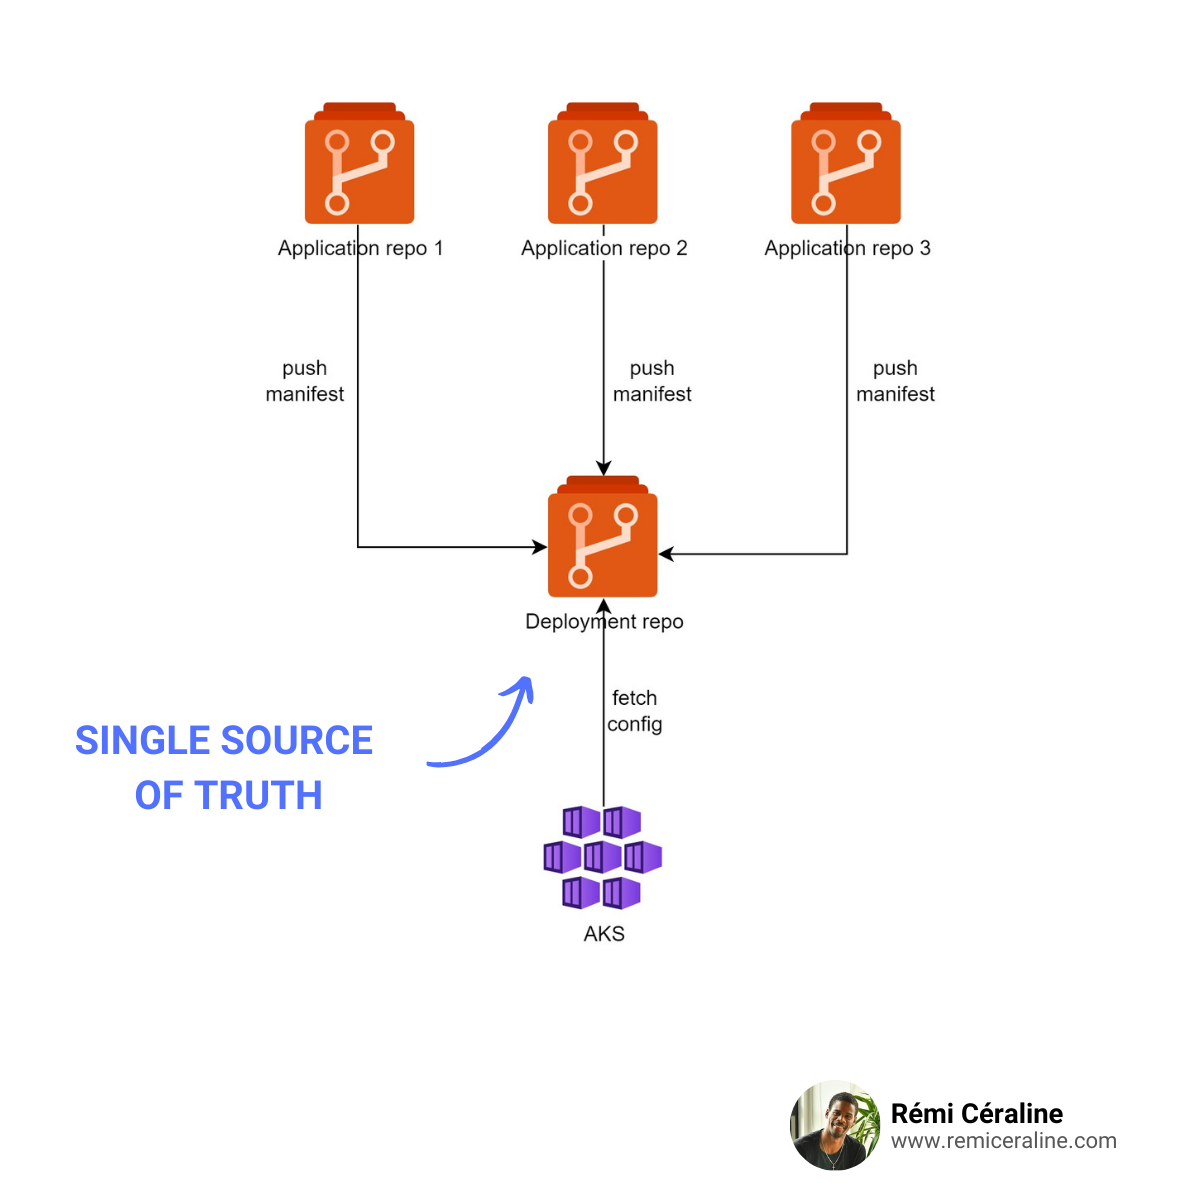 Application repo 1
Application repo 2
Application repo 3
push
manifest
push
manifest
push
manifest
Deployment repo
fetch
config
SINGLE SOURCE
OF TRUTH
AKS
Rémi Céraline
www.remiceraline.com